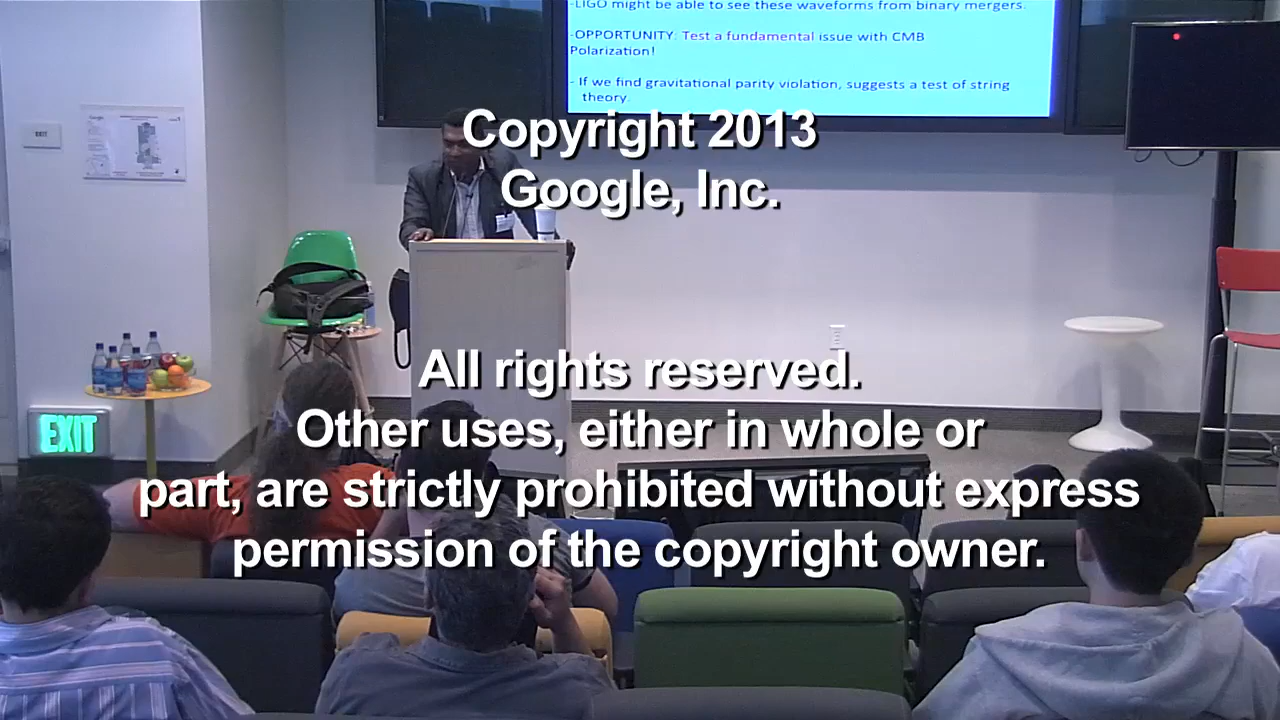 -LIGO might be able to see these waveforms from binary mergers.
-OPPORTUNITY: Test a fundamental issue with CMB
Polarization!
- If we find gravitational parity violation, suggests a test of string
theory.
Copyright 2013
Google, Inc.
EXIT
Google
All rights reserved.
Other uses, either in whole or
part, are strictly prohibited without express
permission of the copyright owner.
EXIT